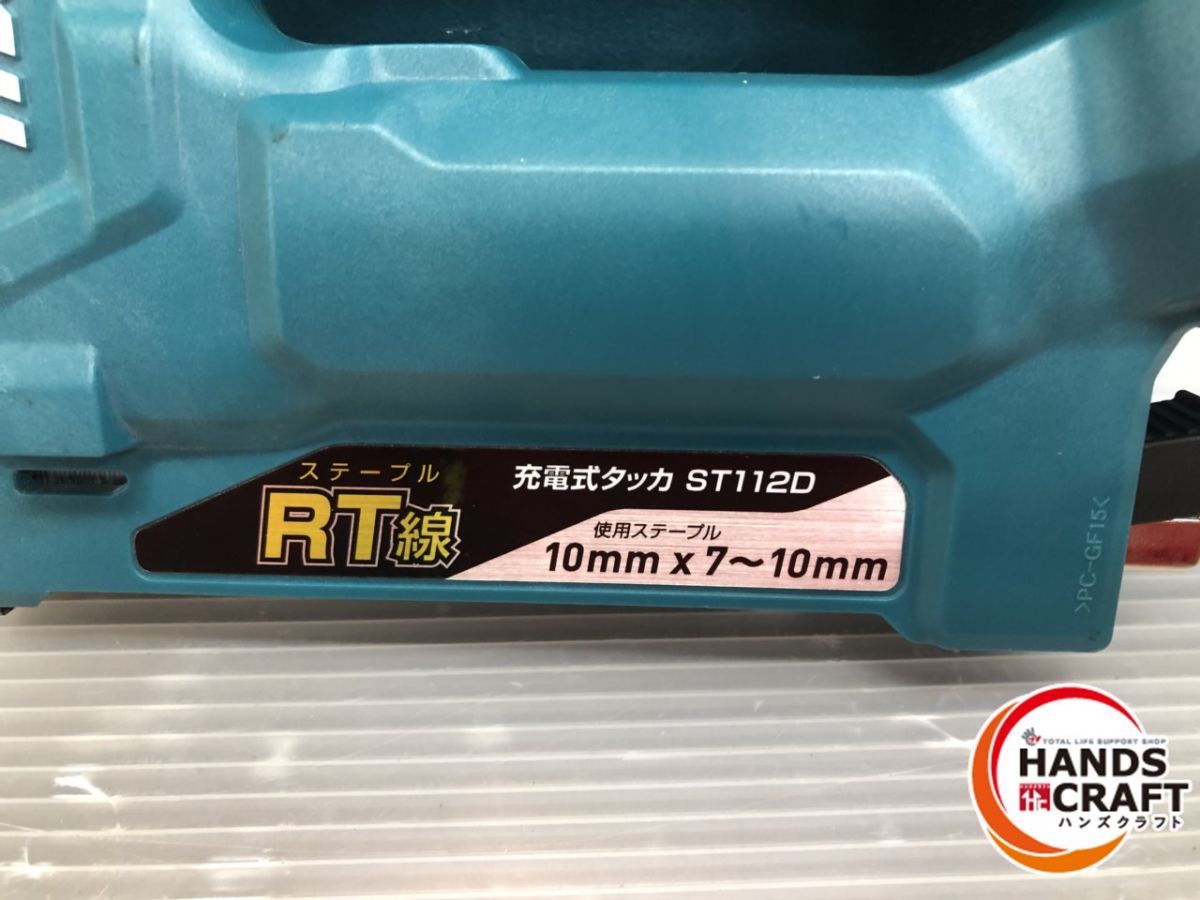 ステープル
RT線
充電式タッカ ST112D
使用ステープル
10mm x 7～10mm
>PC-GF15<
TOTAL LIFE SUPPORT SHOP
HANDS
CRAFT
ハンズクラフト